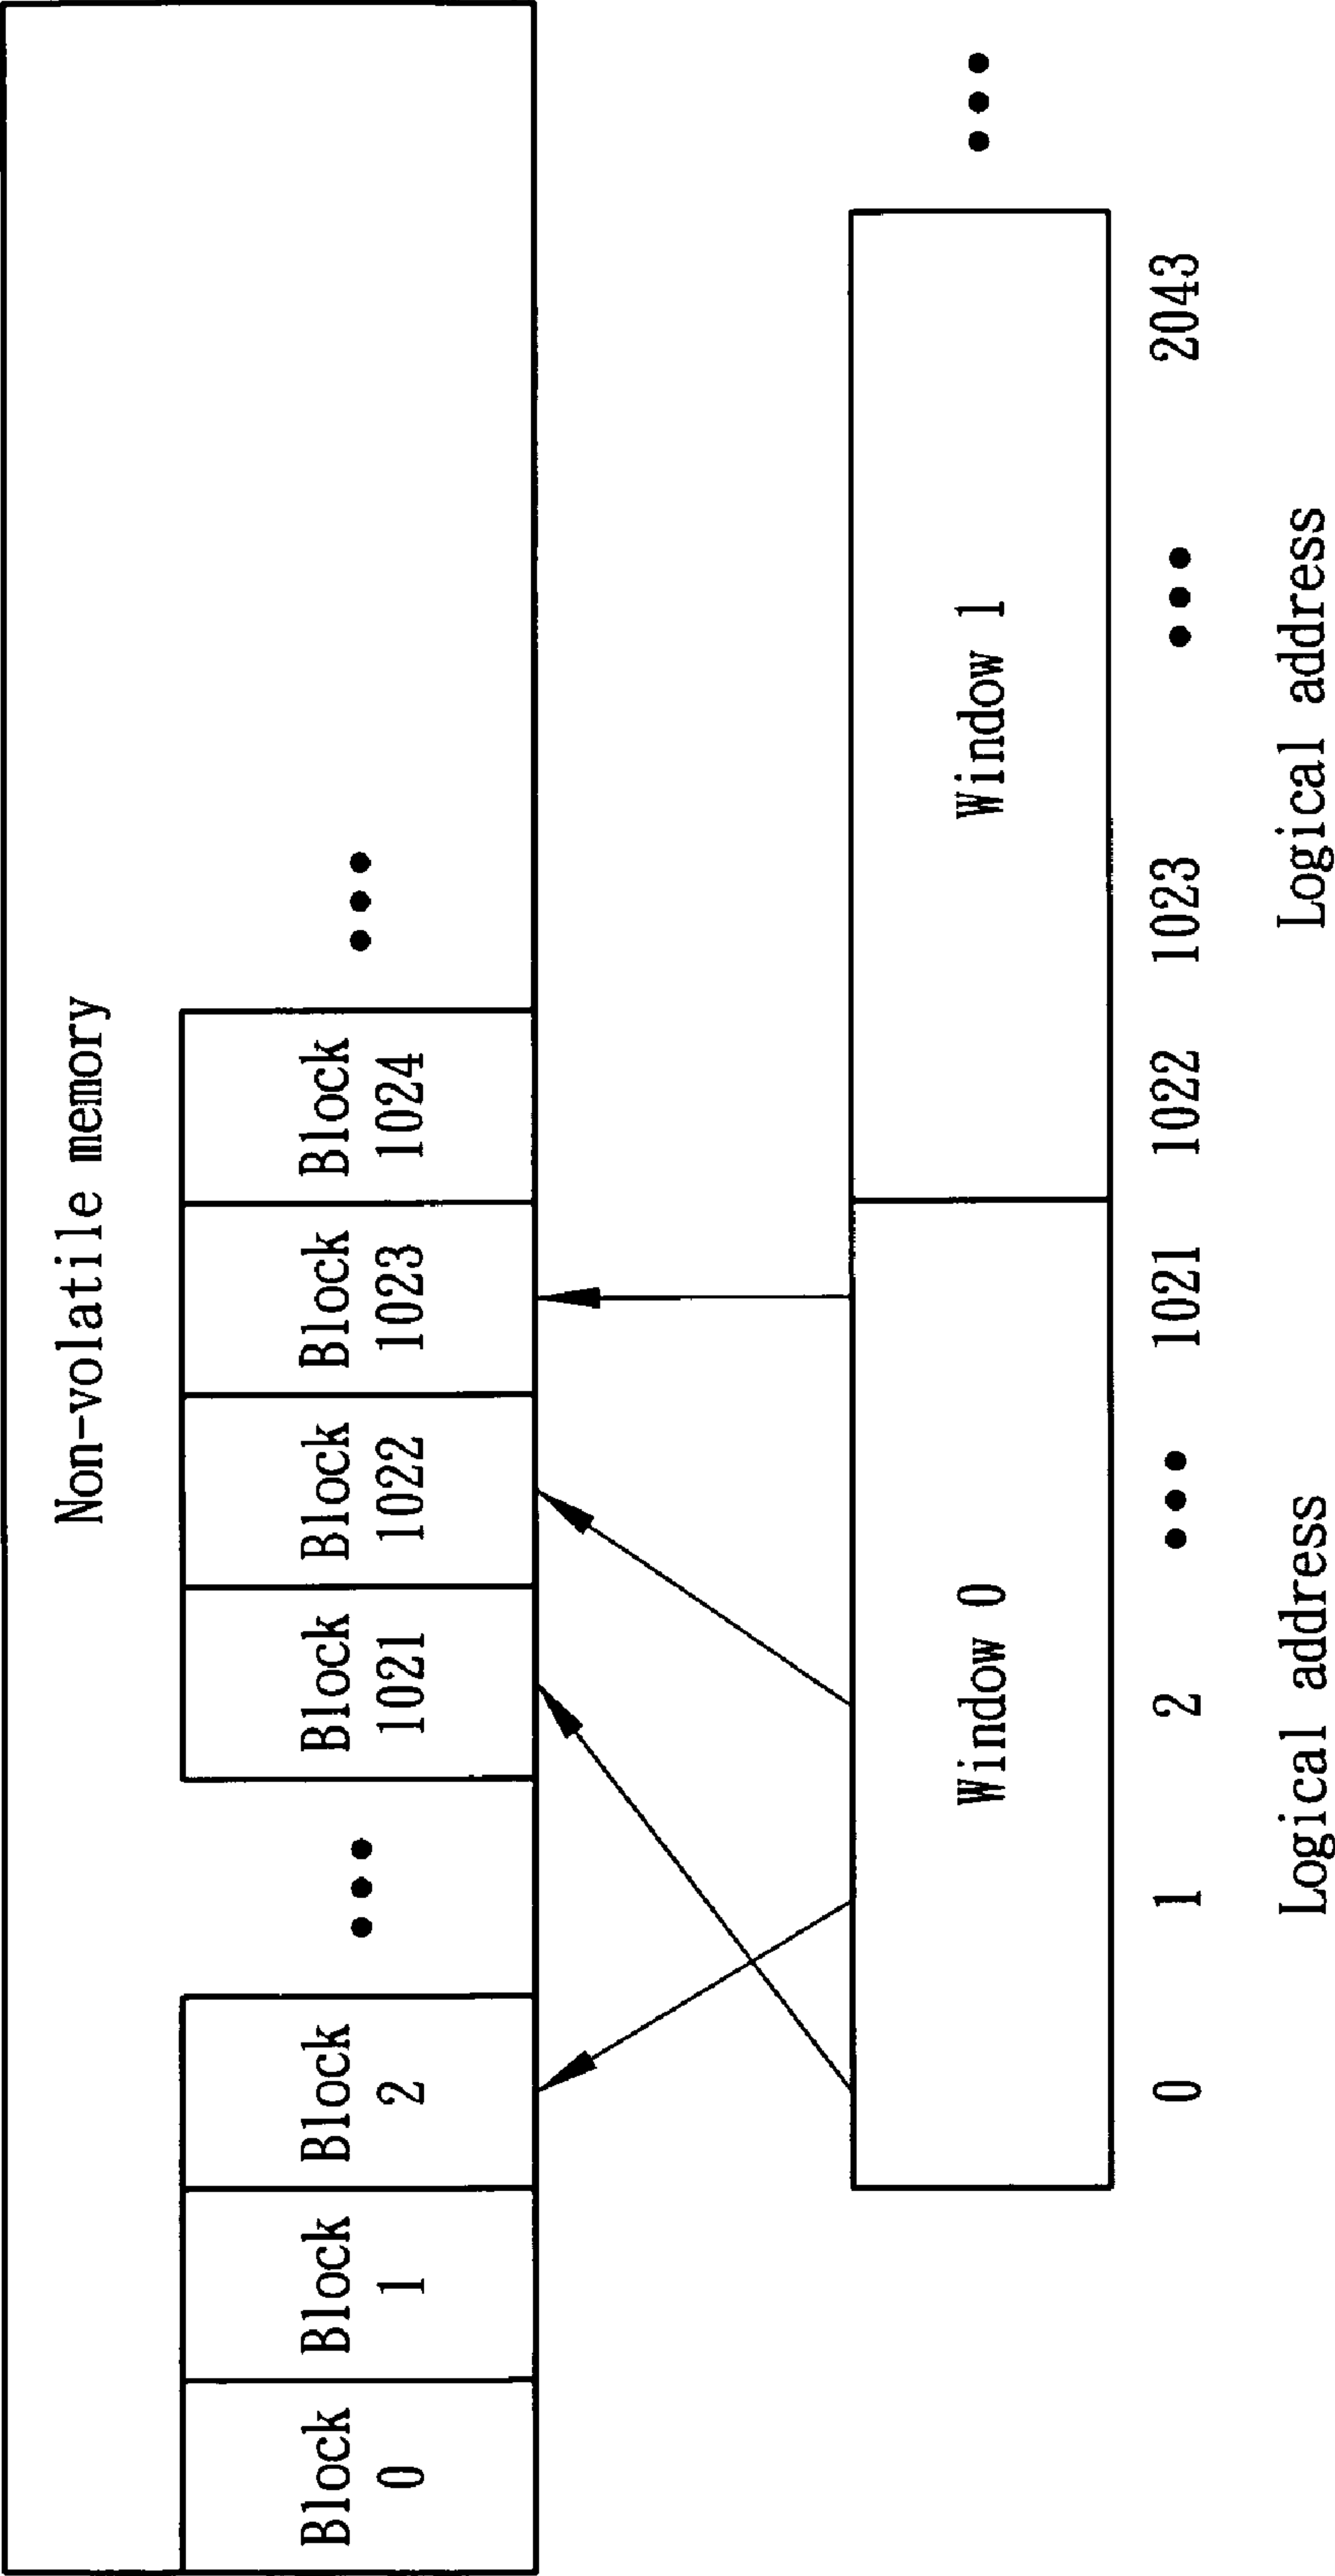 Non-volatile memory
Block 0
Block 1
Block 2
•••
Block 1021
Block 1022
Block 1023
Block 1024
•••
Window 0
Window 1
•••
0 1 2 ••• 1021 1022 1023 ••• 2043
Logical address
Logical address